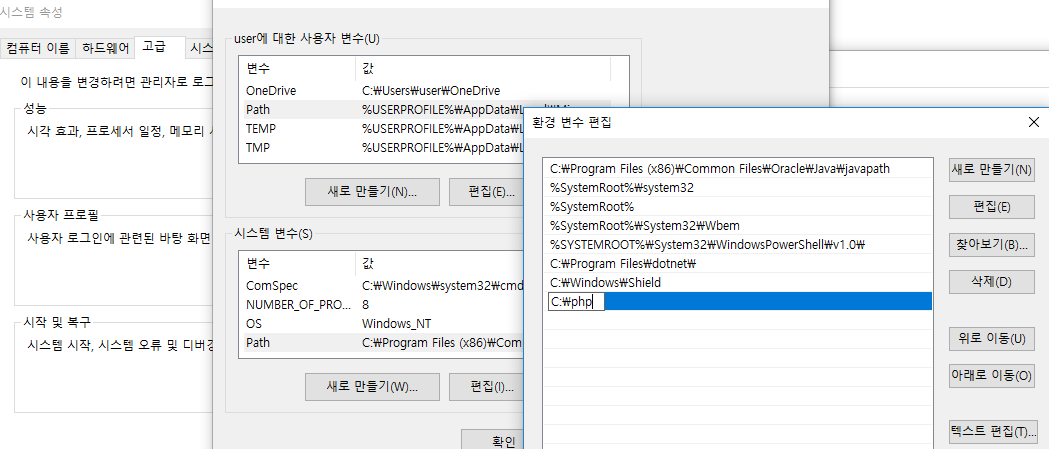 시스템 속성
컴퓨터 이름
하드웨어
고급
시스
이 내용을 변경하려면 관리자로 로그
성능
시각 효과, 프로세서 일정, 메모리
사용자 프로필
사용자 로그인에 관련된 바탕 화면
시작 및 복구
시스템 시작, 시스템 오류 및 디버깅
user에 대한 사용자 변수(U)
변수 값
OneDrive C:\Users\user\OneDrive
Path %USERPROFILE%\AppData\L
TEMP %USERPROFILE%\AppData\L
TMP %USERPROFILE%\AppData\L
새로 만들기(N)...
편집(E)...
시스템 변수(S)
변수 값
ComSpec C:\Windows\system32\cmd
NUMBER_OF_PRO... 8
OS Windows_NT
Path C:\Program Files (x86)\Com
새로 만들기(W)...
편집(I)...
확인
환경 변수 편집
C:\Program Files (x86)\Common Files\Oracle\Java\javapath
%SystemRoot%\system32
%SystemRoot%
%SystemRoot%\System32\Wbem
%SYSTEMROOT%\System32\WindowsPowerShell\v1.0\
C:\Program Files\dotnet\
C:\Windows\Shield
C:\php
새로 만들기(N)
편집(E)
찾아보기(B)...
삭제(D)
위로 이동(U)
아래로 이동(O)
텍스트 편집(T)...